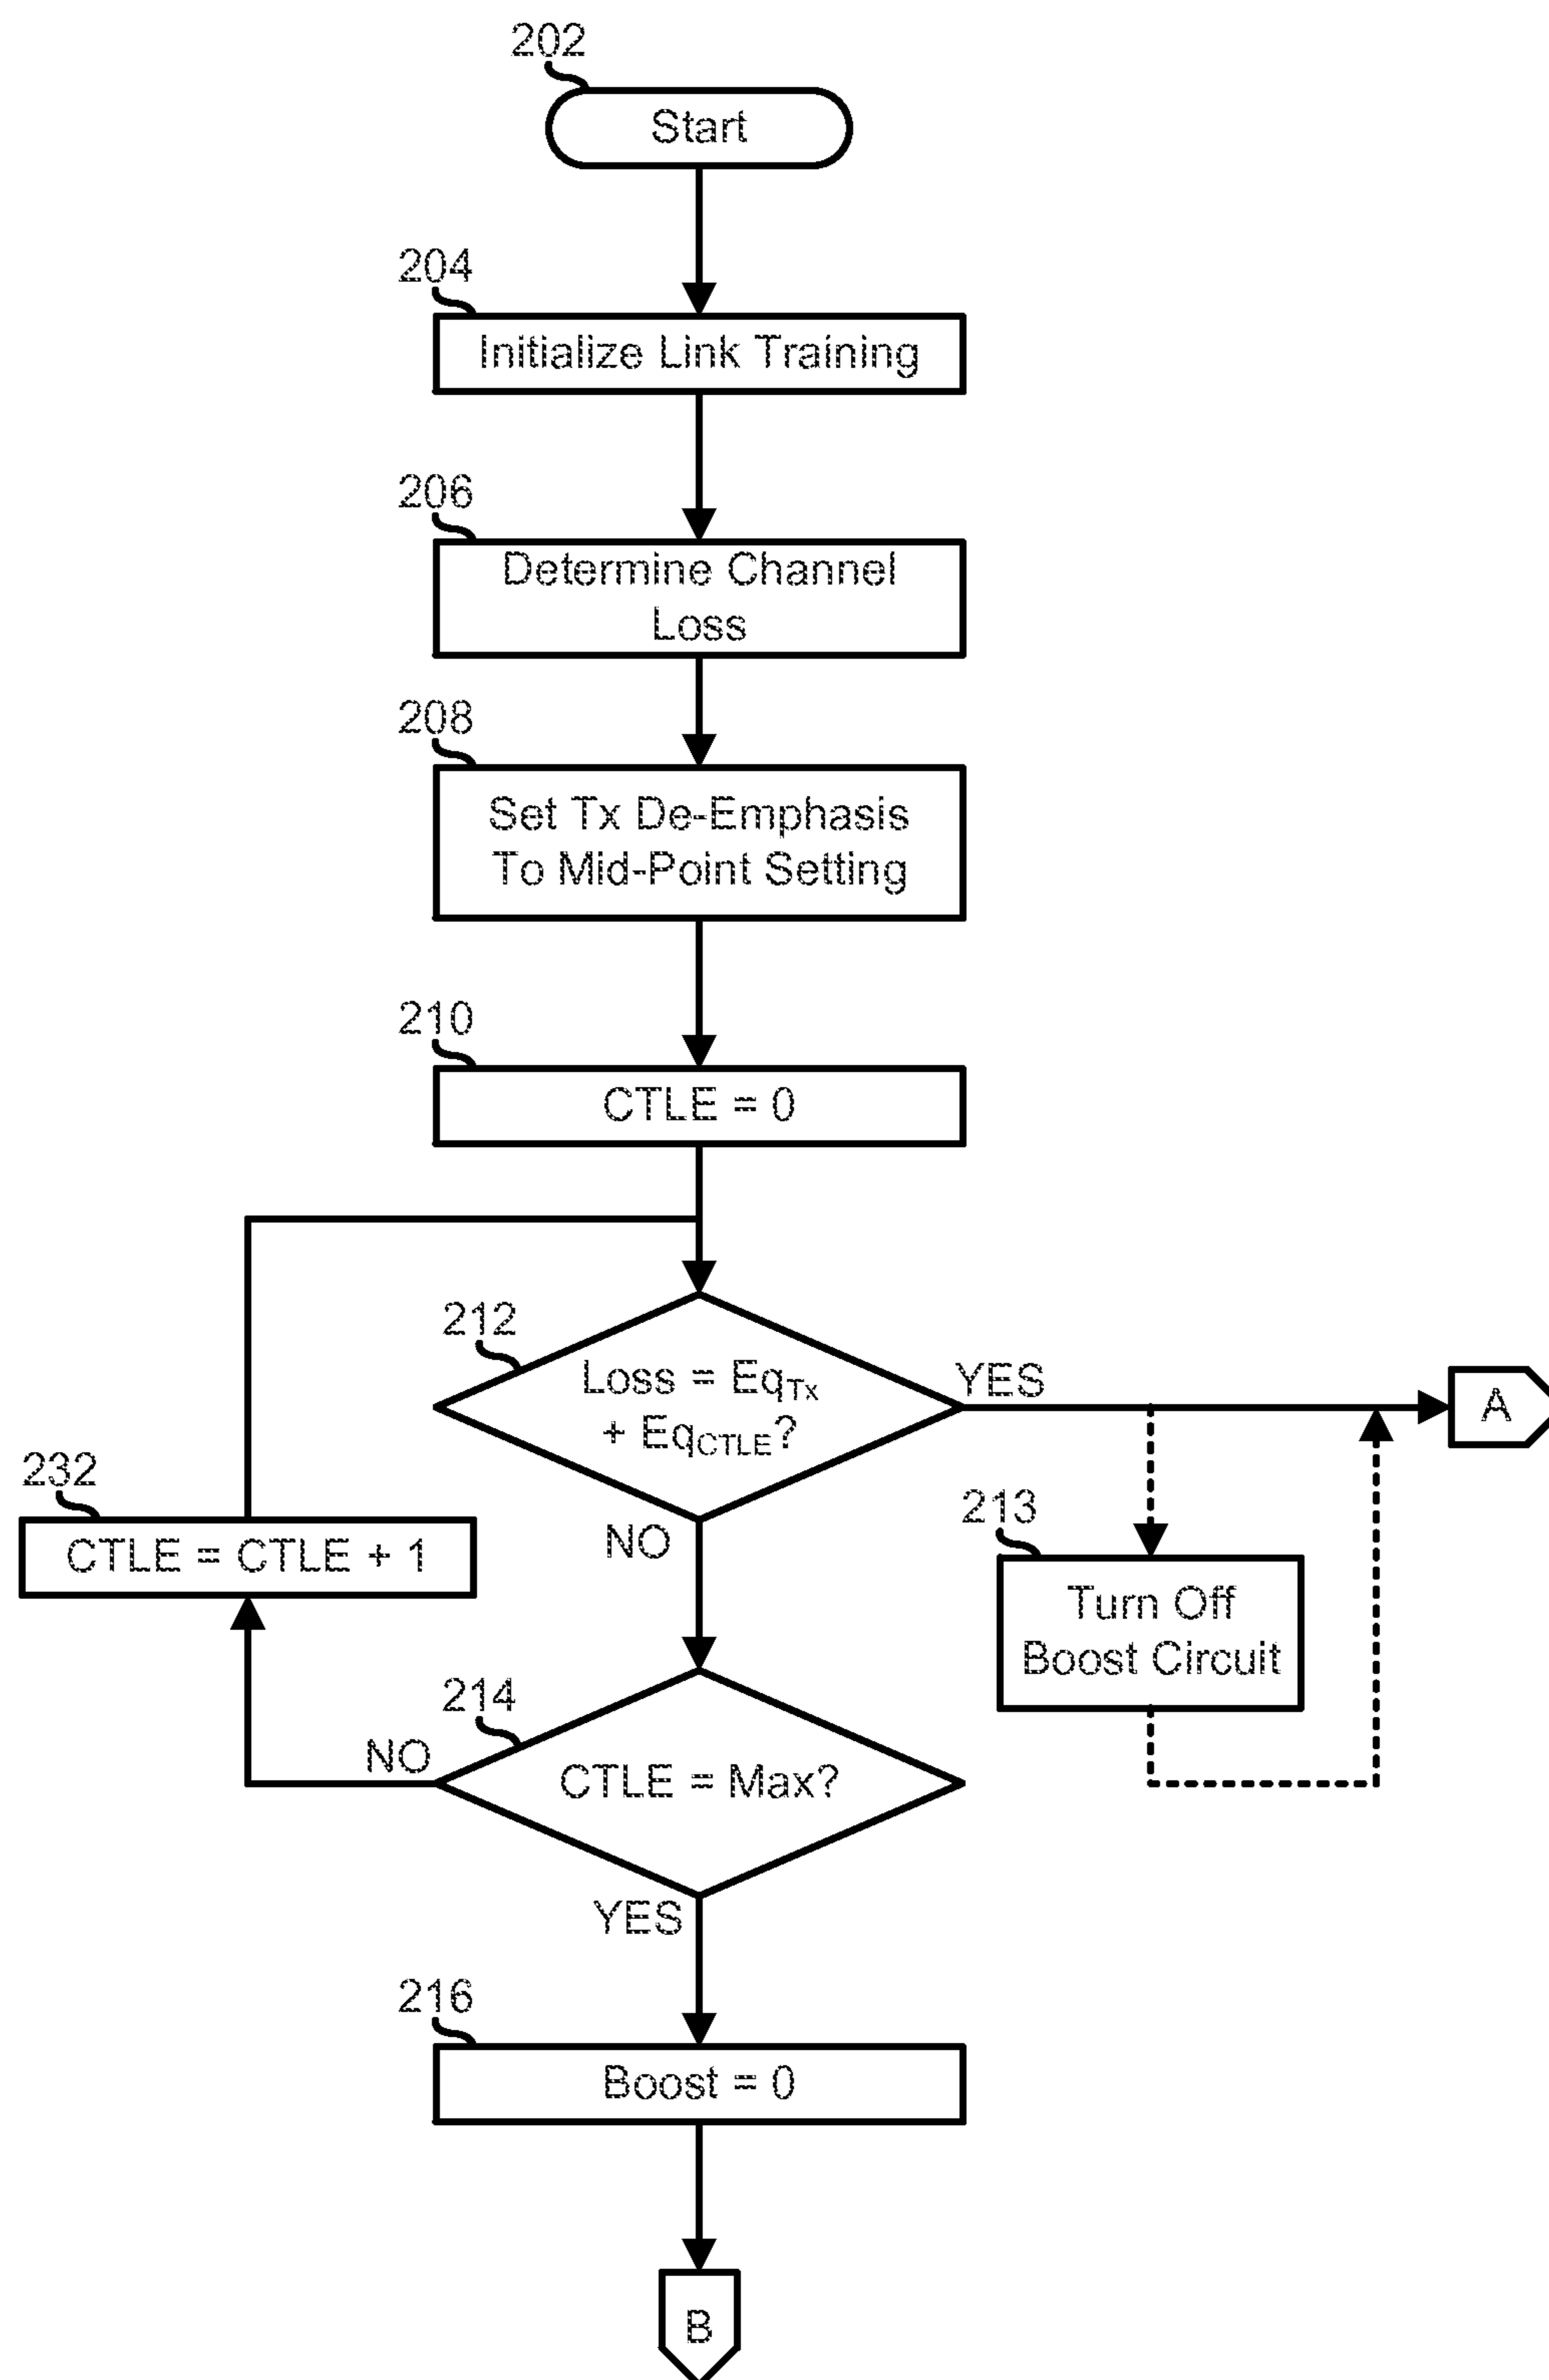 202
Start
204
Initialize Link Training
206
Determine Channel
Loss
208
Set Tx De-Emphasis
To Mid-Point Setting
210
CTLE = 0
212
Loss = EqTx
+ EqCTLE?
YES
A
232
CTLE = CTLE + 1
NO
213
Turn Off
Boost Circuit
214
NO
CTLE = Max?
YES
216
Boost = 0
B